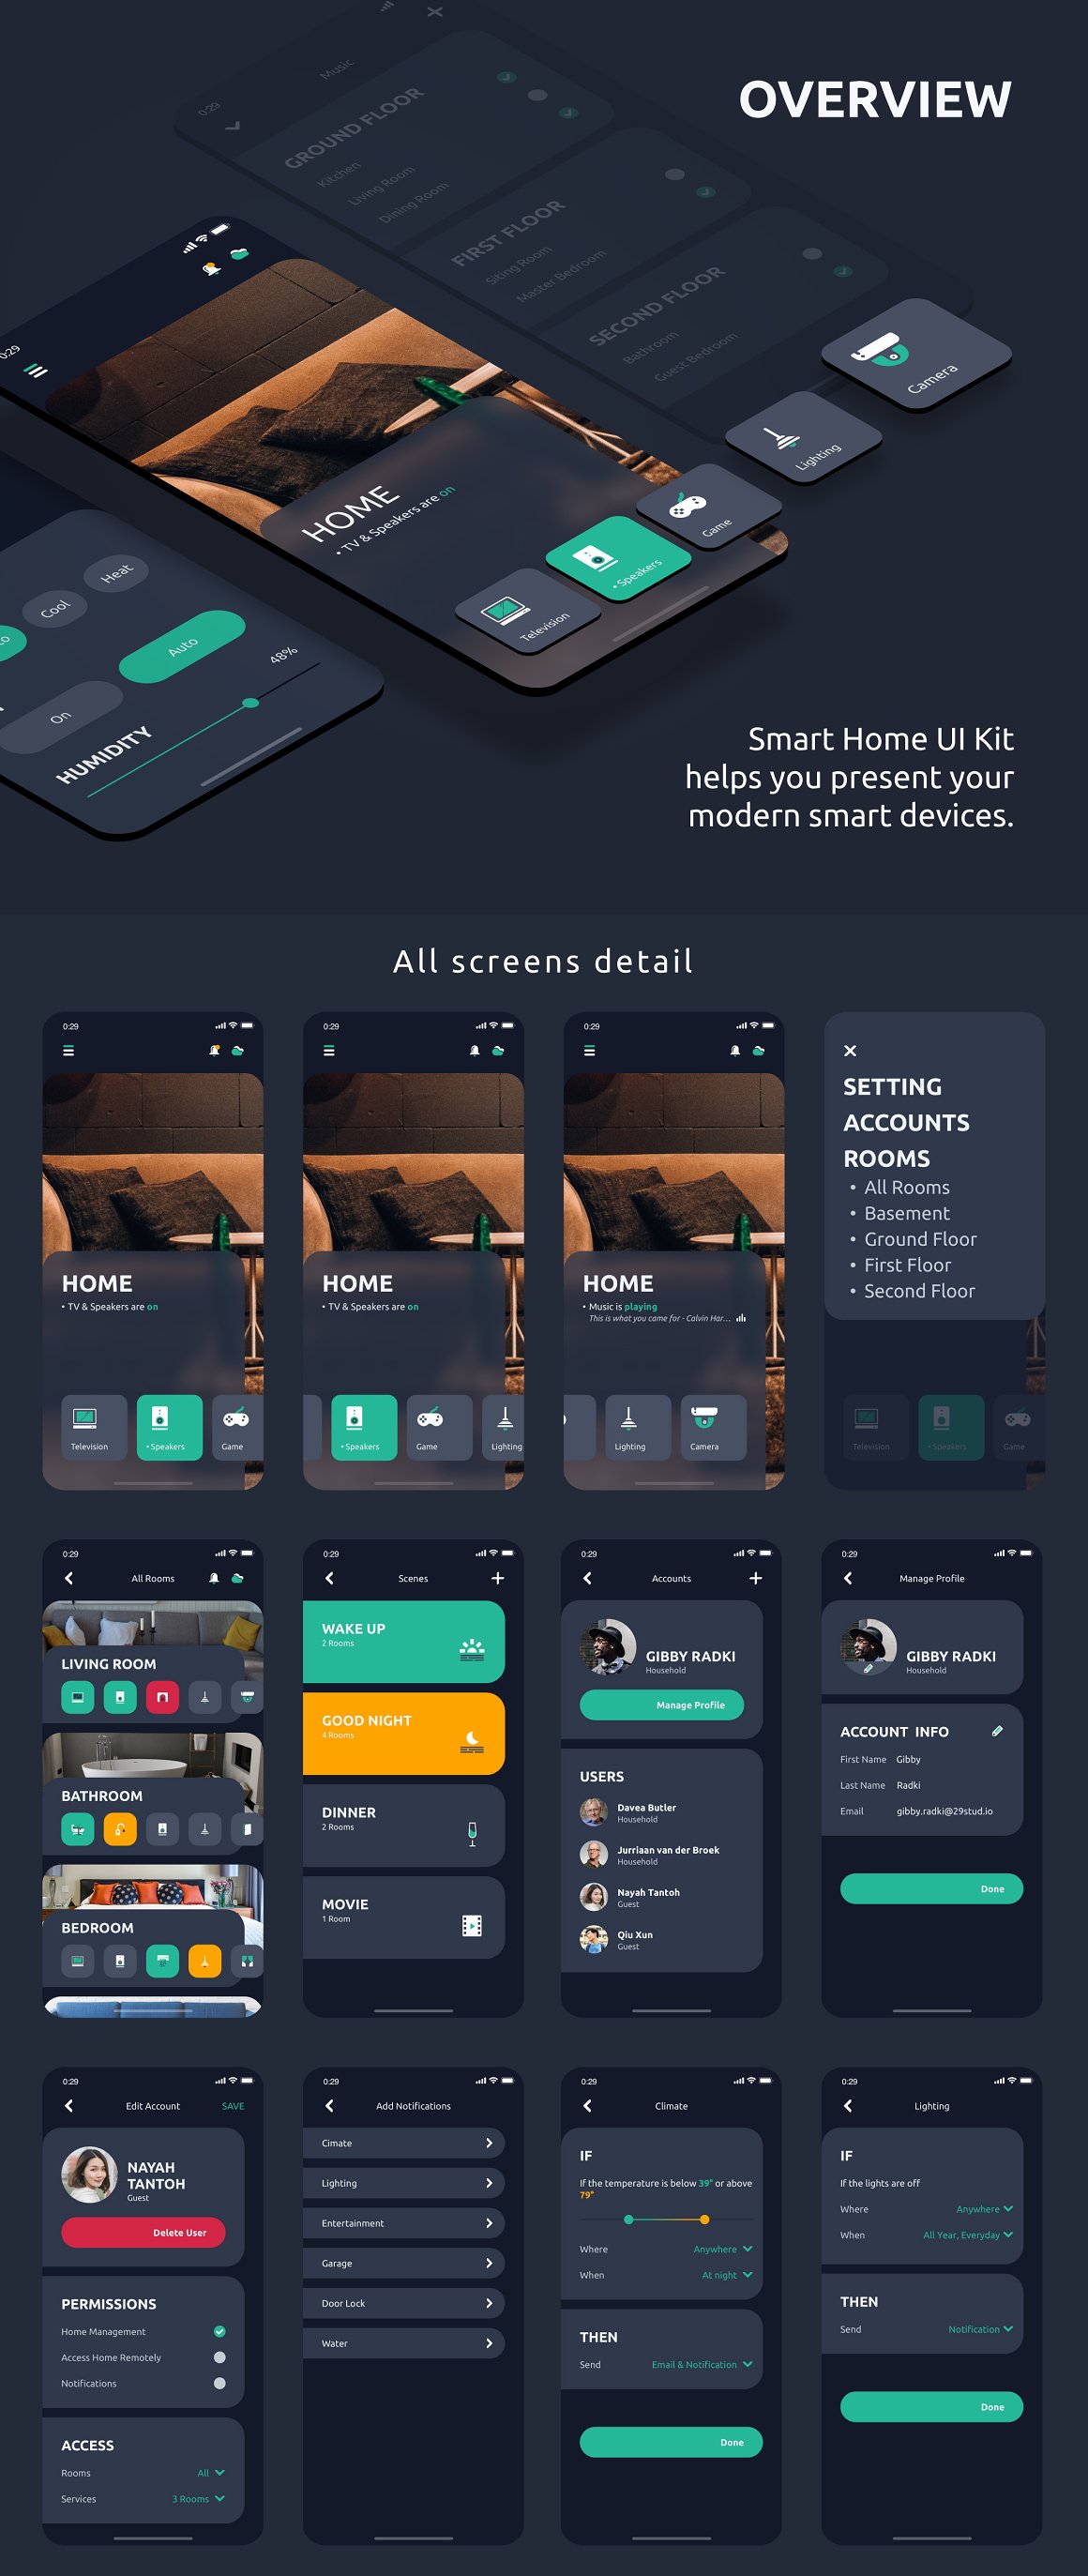 OVERVIEW
0:29
Music
GROUND FLOOR
Kitchen
Living Room
Dining Room
FIRST FLOOR
Siting Room
Master Bedroom
SECOND FLOOR
Bathroom
Guest Bedroom
0:29
HOME
• TV & Speakers are on
Television
• Speakers
Game
Lighting
Camera
Cool
Heat
On
Auto
HUMIDITY
48%
Smart Home UI Kit
helps you present your
modern smart devices.
All screens detail
0:29
HOME
• TV & Speakers are on
Television
• Speakers
Game
0:29
HOME
• TV & Speakers are on
• Speakers
Game
Lighting
0:29
HOME
• Music is playing
This is what you came for - Calvin Har...
Lighting
Camera
SETTING
ACCOUNTS
ROOMS
• All Rooms
• Basement
• Ground Floor
• First Floor
• Second Floor
Television
• Speakers
Game
0:29
All Rooms
LIVING ROOM
BATHROOM
BEDROOM
0:29
Scenes
WAKE UP
2 Rooms
GOOD NIGHT
4 Rooms
DINNER
2 Rooms
MOVIE
1 Room
0:29
Accounts
GIBBY RADKI
Household
Manage Profile
USERS
Davea Butler
Household
Jurriaan van der Broek
Household
Nayah Tantoh
Guest
Qiu Xun
Guest
0:29
Manage Profile
GIBBY RADKI
Household
ACCOUNT INFO
First Name Gibby
Last Name Radki
Email gibby.radki@29stud.io
Done
0:29
Edit Account SAVE
NAYAH
TANTOH
Guest
Delete User
PERMISSIONS
Home Management
Access Home Remotely
Notifications
ACCESS
Rooms All
Services 3 Rooms
0:29
Add Notifications
Cimate
Lighting
Entertainment
Garage
Door Lock
Water
0:29
Climate
IF
If the temperature is below 39° or above
79°
Where Anywhere
When At night
THEN
Send Email & Notification
Done
0:29
Lighting
IF
If the lights are off
Where Anywhere
When All Year, Everyday
THEN
Send Notification
Done